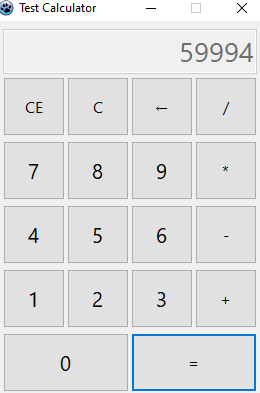 Test Calculator
59994
CE C ← /
7 8 9 *
4 5 6 -
1 2 3 +
0 =